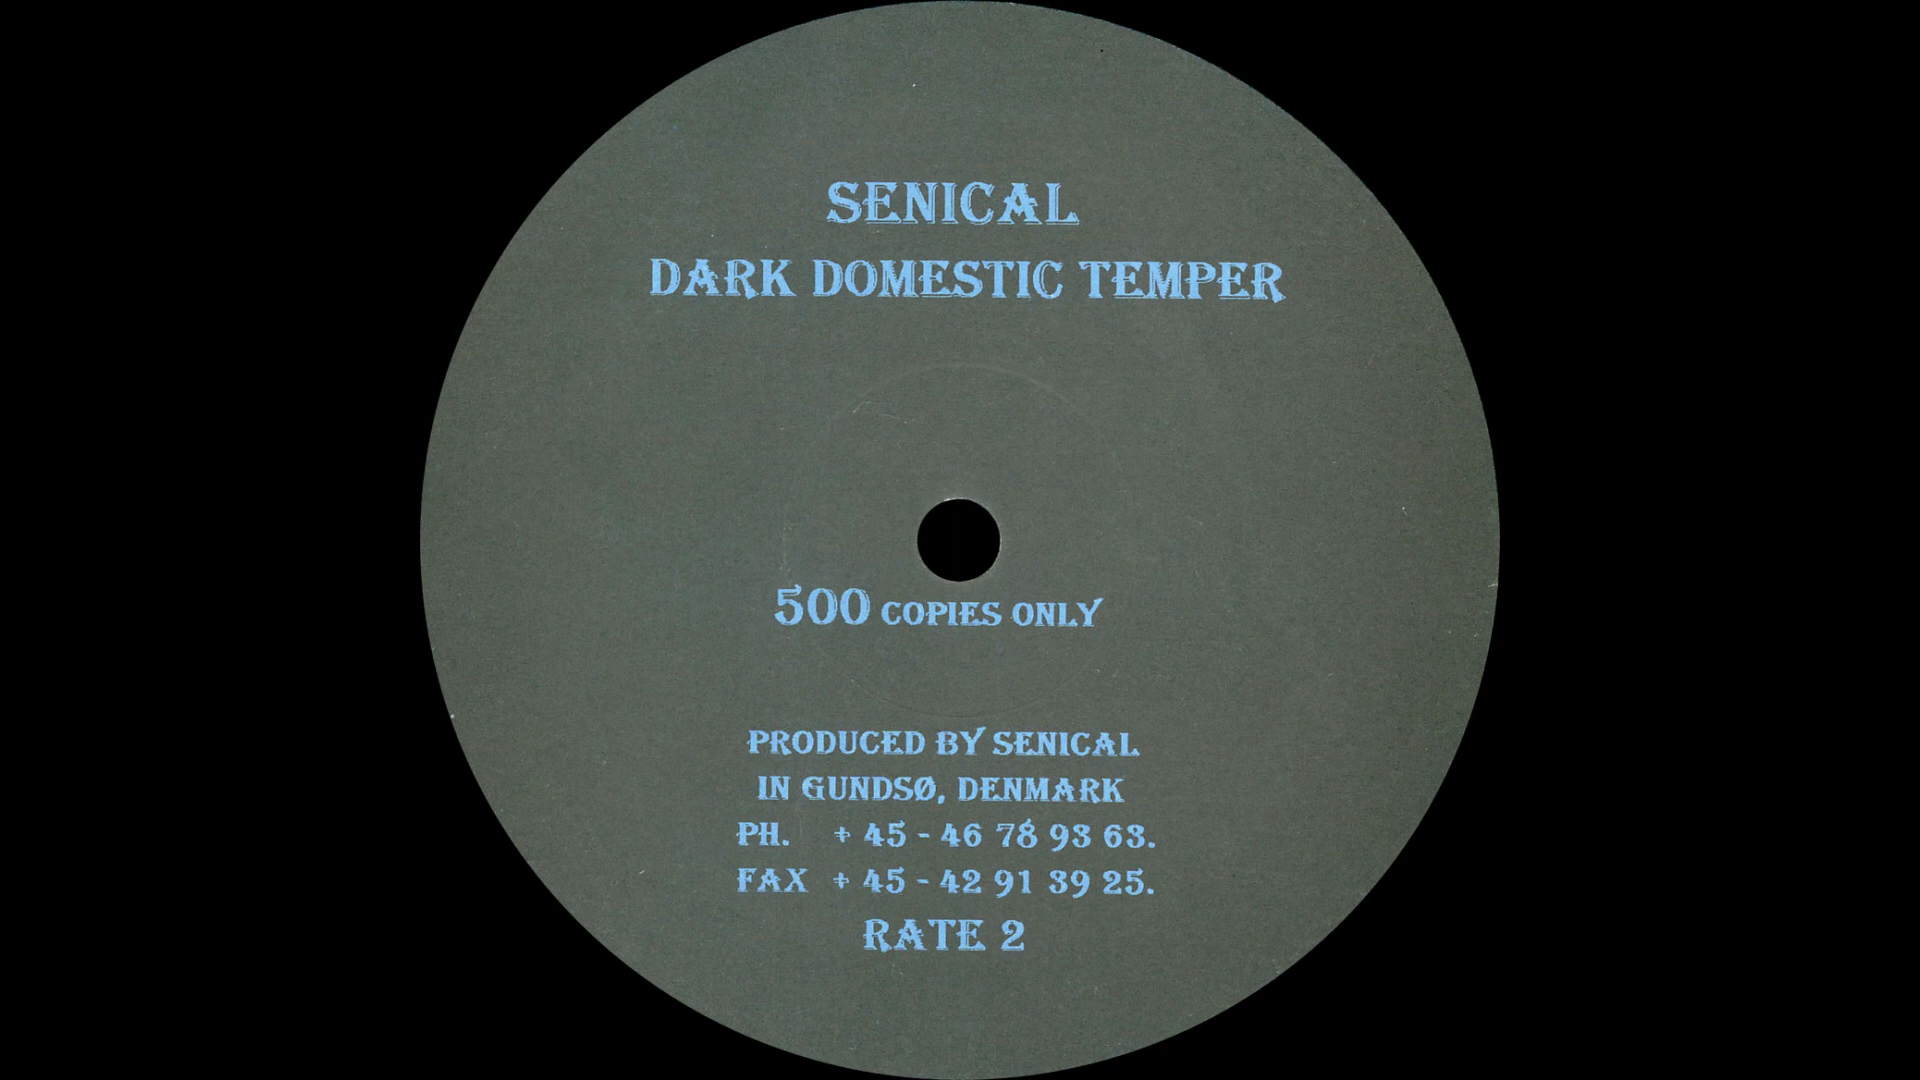 SENICAL
DARK DOMESTIC TEMPER
500 COPIES ONLY
PRODUCED BY SENICAL
IN GUNDSØ, DENMARK
PH. + 45 - 46 78 93 63.
FAX + 45 - 42 91 39 25.
RATE 2